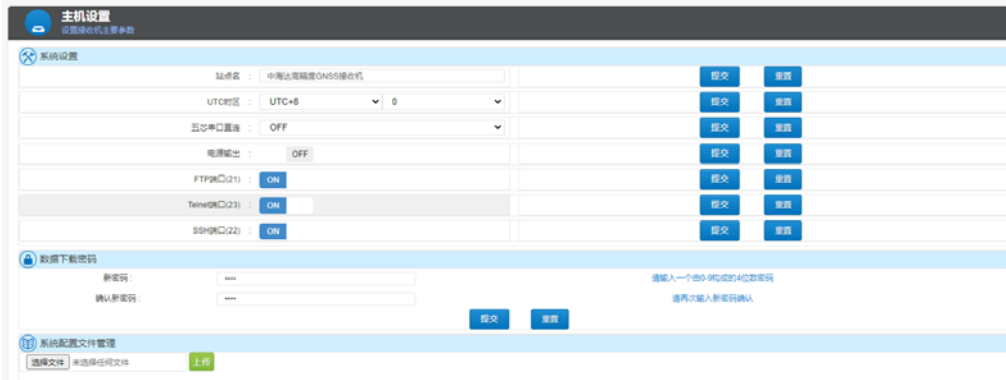 主机设置
设置接收机主要参数
系统设置
站点名 : 中海达高精度GNSS接收机 提交 重置
UTC时区 : UTC+8 0 提交 重置
五芯串口直连 : OFF 提交 重置
电源输出 : OFF 提交 重置
FTP端口(21) : ON 提交 重置
Telnet端口(23) : ON 提交 重置
SSH端口(22) : ON 提交 重置
数据下载密码
新密码 : •••• 请输入一个由0-9构成的4位数密码
确认新密码 : •••• 请再次输入新密码确认
提交 重置
系统配置文件管理
选择文件 未选择任何文件 上传